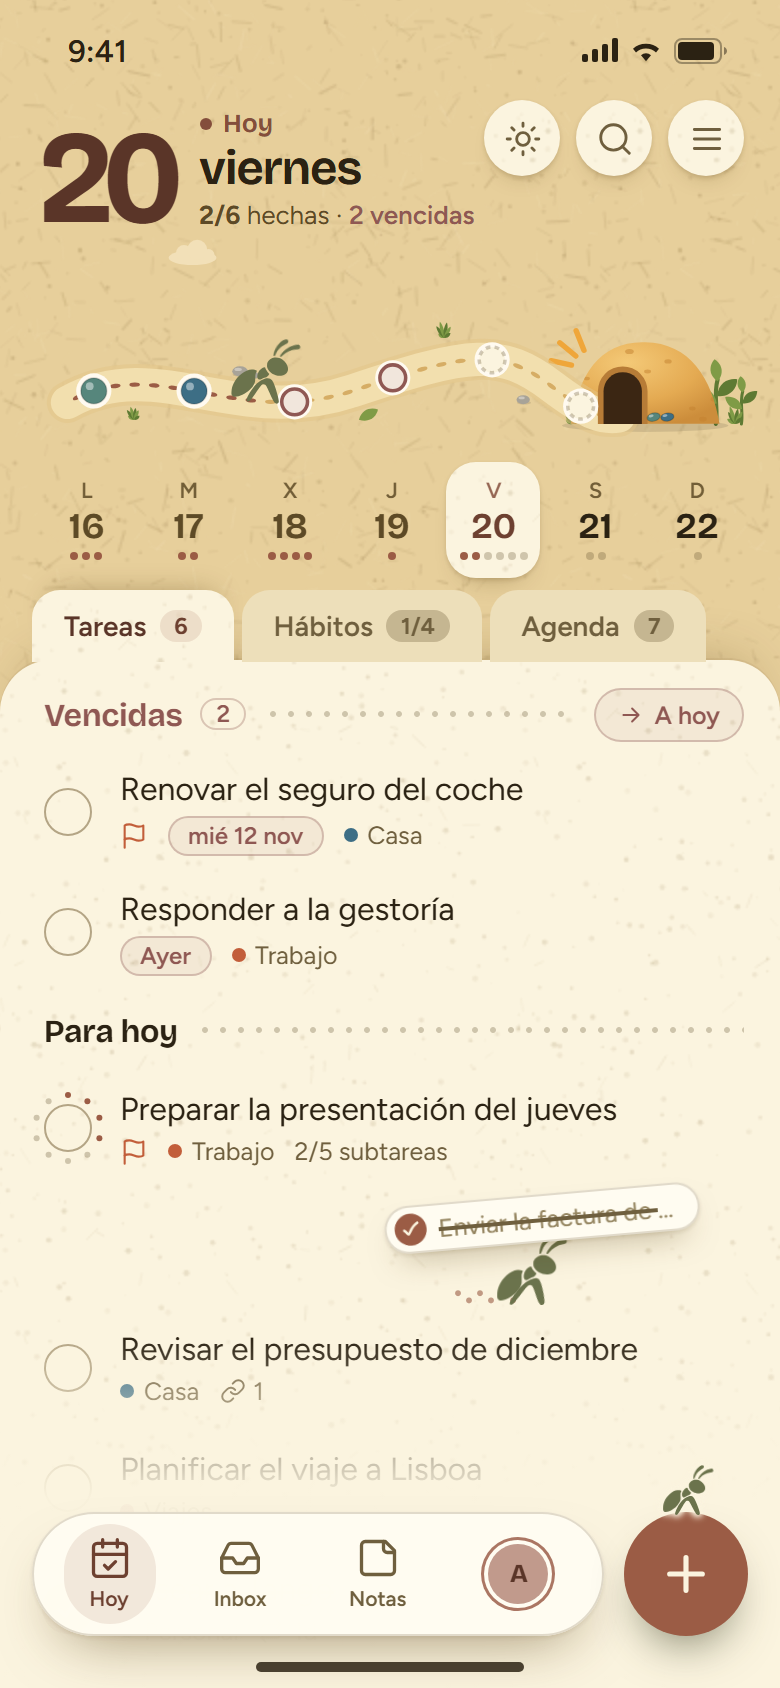 9:41
20
Hoy
viernes
2/6 hechas · 2 vencidas
L M X J V S D
16 17 18 19 20 21 22
Tareas 6 Hábitos 1/4 Agenda 7
Vencidas 2 → A hoy
Renovar el seguro del coche
mié 12 nov Casa
Responder a la gestoría
Ayer Trabajo
Para hoy
Preparar la presentación del jueves
Trabajo 2/5 subtareas
Enviar la factura de ...
Revisar el presupuesto de diciembre
Casa 1
Planificar el viaje a Lisboa
Hoy Inbox Notas A